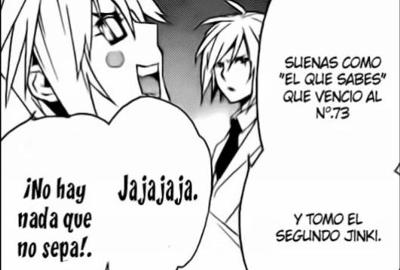 SUENAS COMO
"EL QUE SABES"
QUE VENCIO AL
Nº.73
Y TOMO EL
SEGUNDO JINKI.
Jajajaja.
¡No hay
nada que
no sepa!.